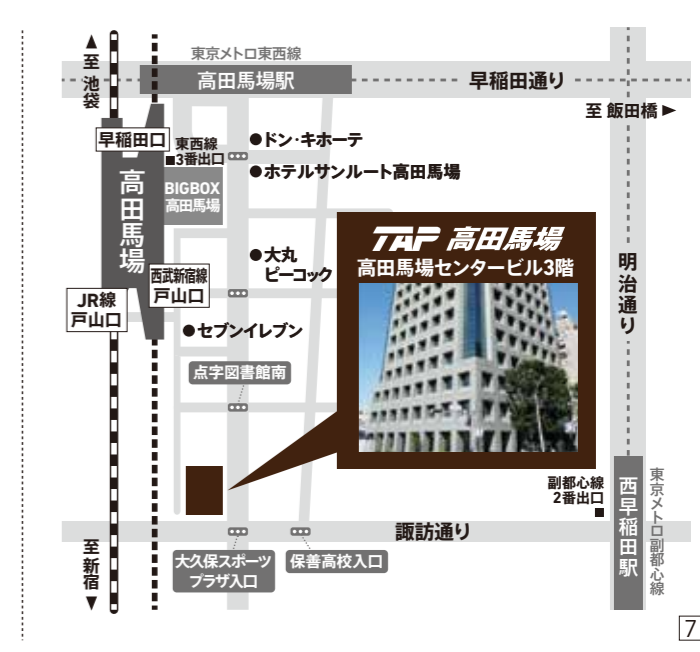 東京メトロ東西線
高田馬場駅
早稲田通り
▲至 池袋
至 飯田橋▶
早稲田口
東西線
■3番出口
●ドン・キホーテ
●ホテルサンルート高田馬場
BIGBOX
高田馬場
高田馬場
TAP 高田馬場
高田馬場センタービル3階
●大丸
ピーコック
明治通り
西武新宿線
戸山口
JR線
戸山口
●セブンイレブン
点字図書館南
副都心線
2番出口
■
西早稲田駅
東京メトロ副都心線
諏訪通り
至 新宿▼
大久保スポーツ
プラザ入口
保善高校入口
7